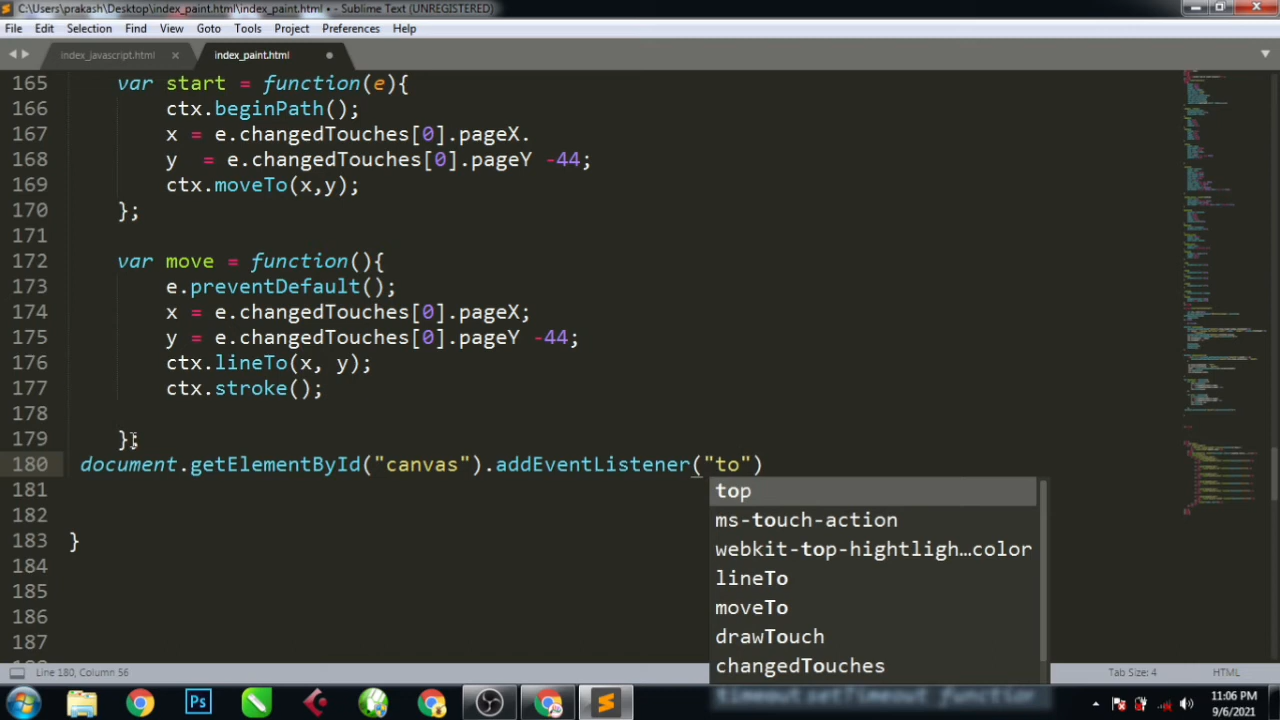 C:\Users\prakash\Desktop\index_paint.html\index_paint.html • - Sublime Text (UNREGISTERED)
File Edit Selection Find View Goto Tools Project Preferences Help
index_javascript.html × index_paint.html
165 var start = function(e){
166 ctx.beginPath();
167 x = e.changedTouches[0].pageX.
168 y = e.changedTouches[0].pageY -44;
169 ctx.moveTo(x,y);
170 };
171
172 var move = function(){
173 e.preventDefault();
174 x = e.changedTouches[0].pageX;
175 y = e.changedTouches[0].pageY -44;
176 ctx.lineTo(x, y);
177 ctx.stroke();
178
179 };
180 document.getElementById("canvas").addEventListener("to")
181
182
183 }
184
185
186
187
top
ms-touch-action
webkit-top-hightligh…color
lineTo
moveTo
drawTouch
changedTouches
Line 180, Column 56
Tab Size: 4
HTML
Ps
11:06 PM
9/6/2021